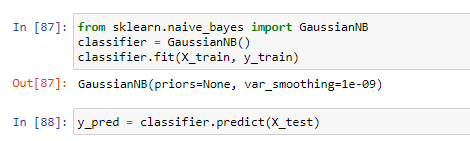 In [87]: from sklearn.naive_bayes import GaussianNB
classifier = GaussianNB()
classifier.fit(X_train, y_train)
Out[87]: GaussianNB(priors=None, var_smoothing=1e-09)
In [88]: y_pred = classifier.predict(X_test)